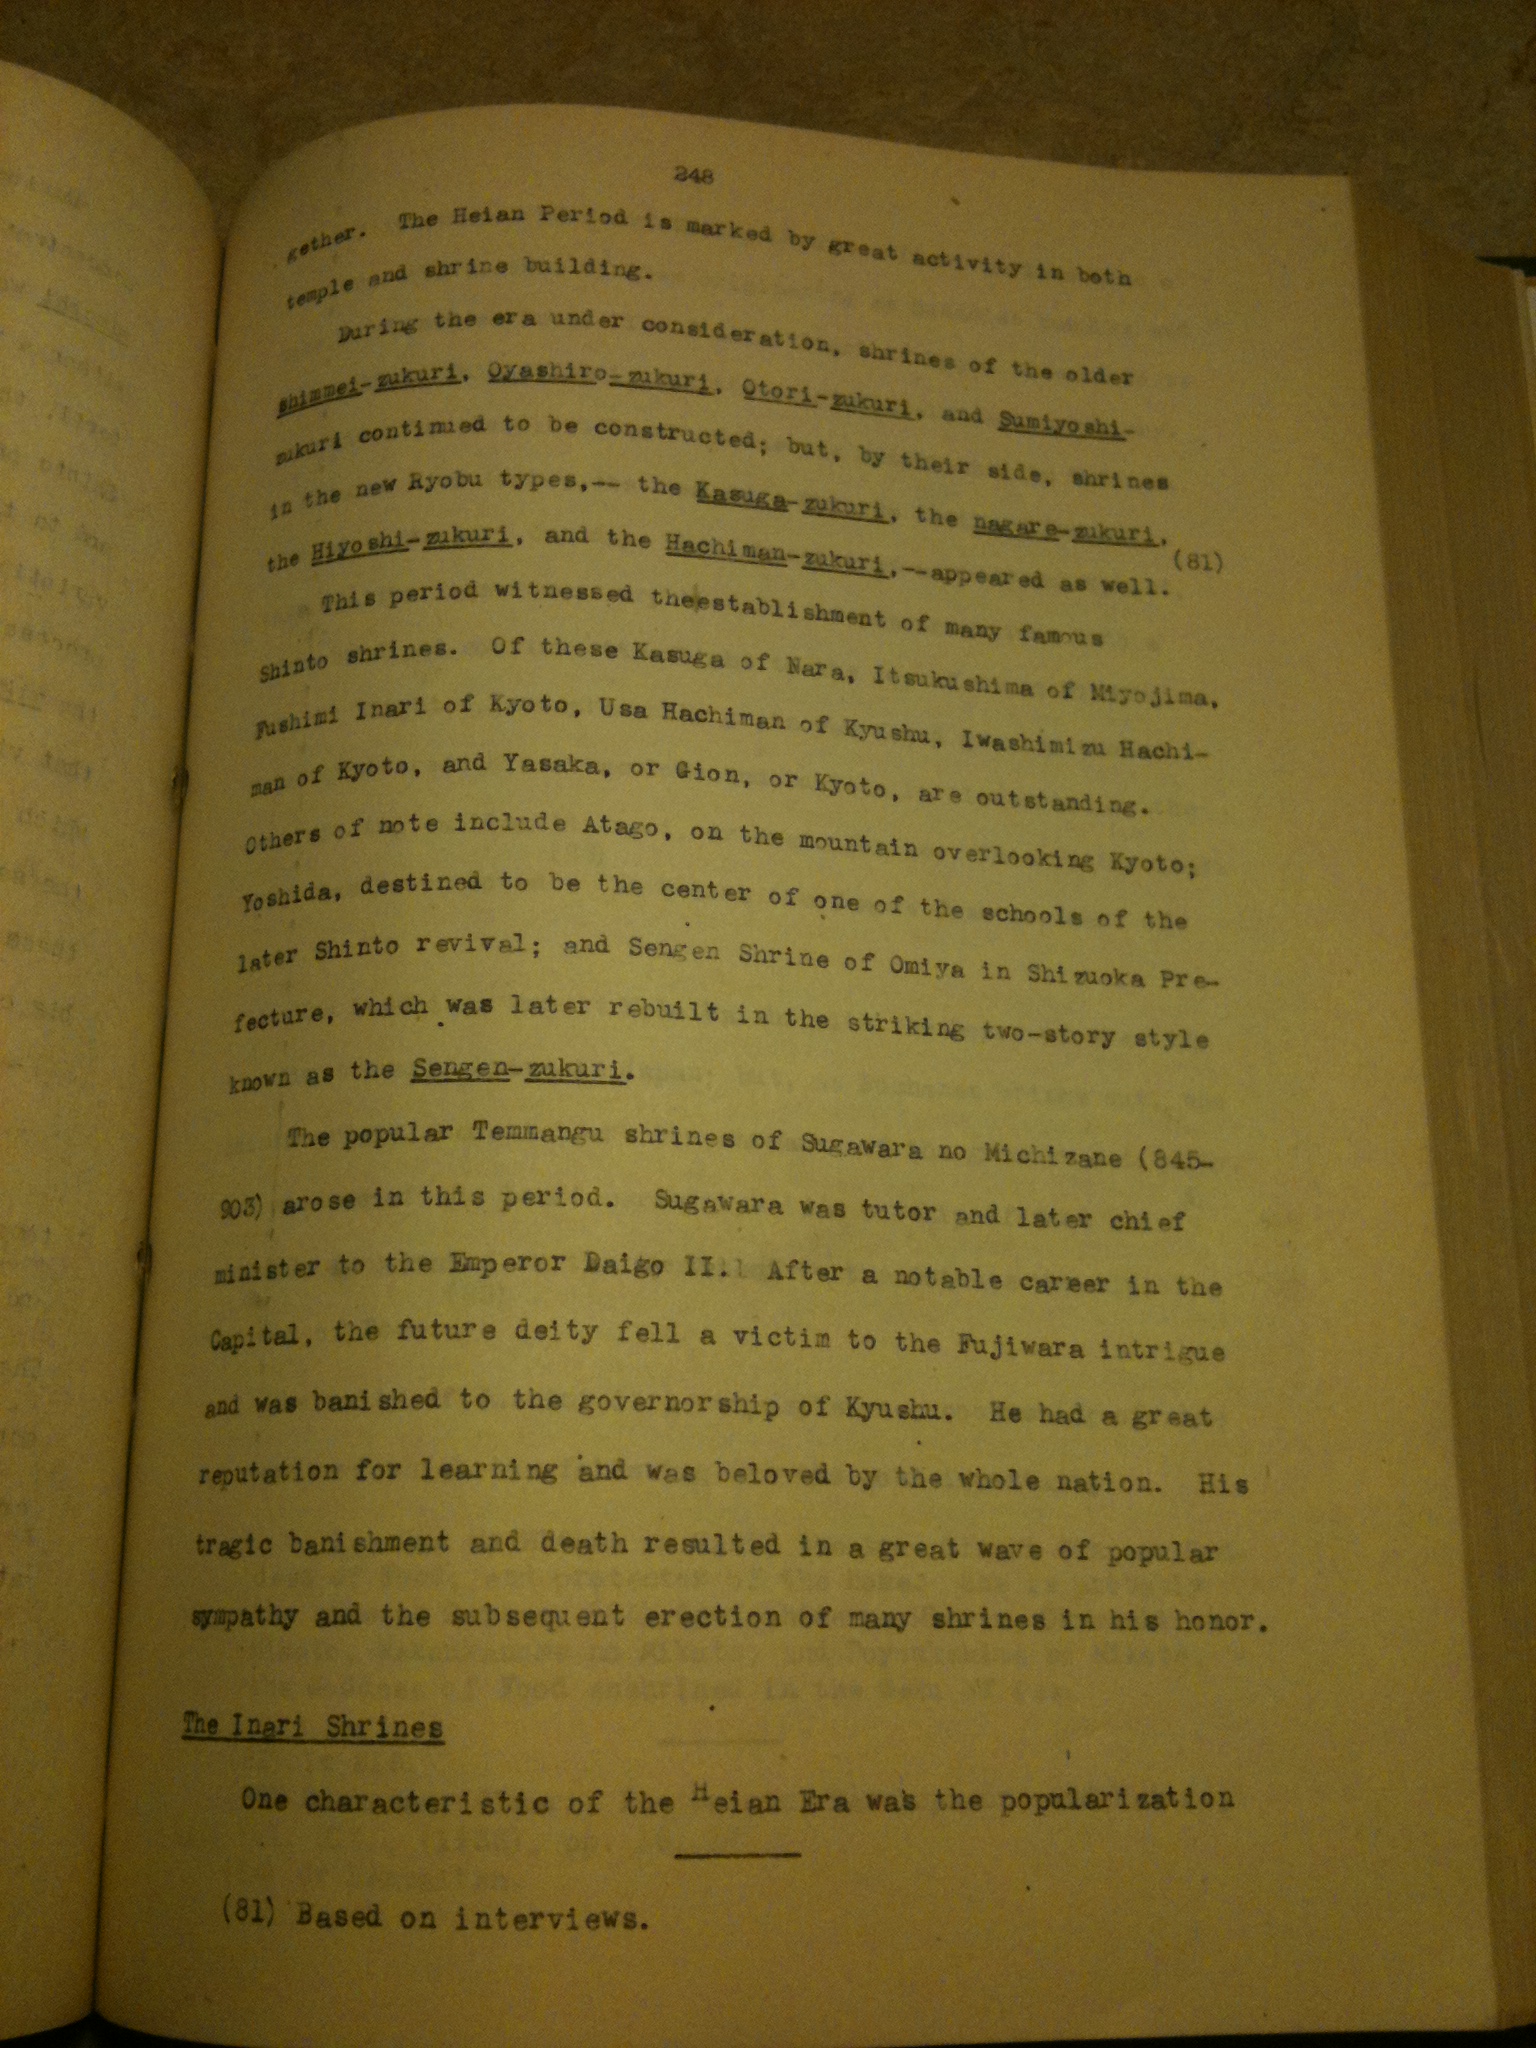 248
gether.  The Heian Period is marked by great activity in both
temple and shrine building.
During the era under consideration, shrines of the older
shimmei-zukuri, Oyashiro-zukuri, Otori-zukuri, and Sumiyoshi-
zukuri continued to be constructed; but, by their side, shrines
in the new Ryobu types,-- the Kasuga-zukuri, the nagare-zukuri,
the Hiyoshi-zukuri, and the Hachiman-zukuri,--appeared as well. (81)
This period witnessed the establishment of many famous
Shinto shrines.  Of these Kasuga of Nara, Itsukushima of Miyajima,
Fushimi Inari of Kyoto, Usa Hachiman of Kyushu, Iwashimizu Hachi-
man of Kyoto, and Yasaka, or Gion, or Kyoto, are outstanding.
Others of note include Atago, on the mountain overlooking Kyoto;
Yoshida, destined to be the center of one of the schools of the
later Shinto revival; and Sengen Shrine of Omiya in Shizuoka Pre-
fecture, which was later rebuilt in the striking two-story style
known as the Sengen-zukuri.
The popular Temmangu shrines of Sugawara no Michizane (845-
903) arose in this period.  Sugawara was tutor and later chief
minister to the Emperor Daigo II.  After a notable career in the
Capital, the future deity fell a victim to the Fujiwara intrigue
and was banished to the governorship of Kyushu.  He had a great
reputation for learning and was beloved by the whole nation.  His
tragic banishment and death resulted in a great wave of popular
sympathy and the subsequent erection of many shrines in his honor.
The Inari Shrines
One characteristic of the Heian Era was the popularization
(81) Based on interviews.